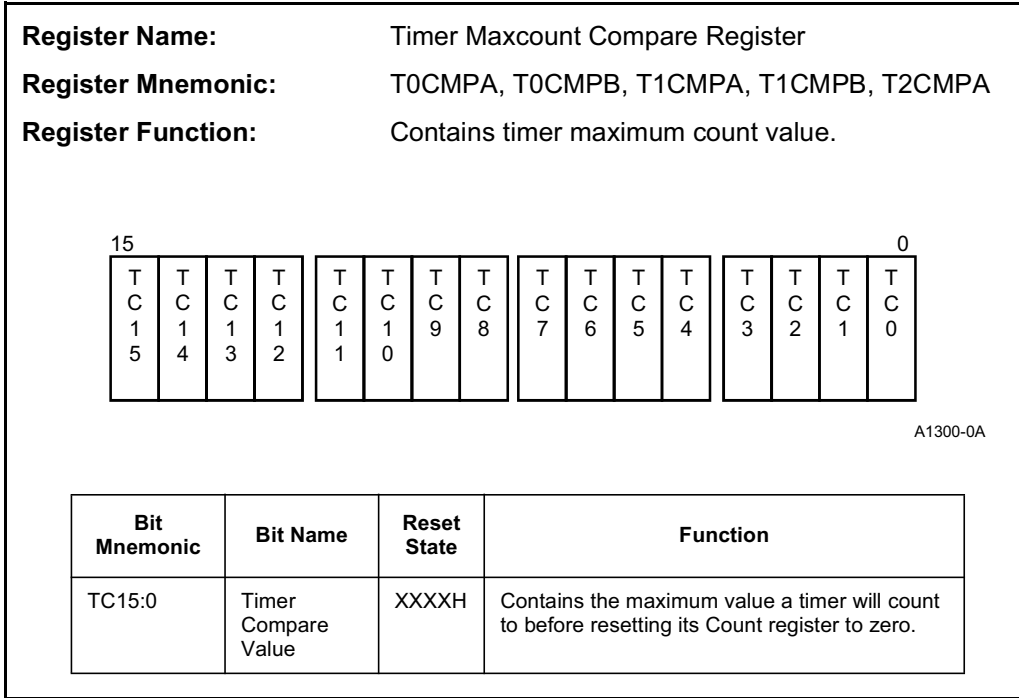 Register Name: Timer Maxcount Compare Register
Register Mnemonic: T0CMPA, T0CMPB, T1CMPA, T1CMPB, T2CMPA
Register Function: Contains timer maximum count value.
15 0
T T T T T T T T T T T T T T T T
C C C C C C C C C C C C C C C C
1 1 1 1 1 1 9 8 7 6 5 4 3 2 1 0
5 4 3 2 1 0
A1300-0A
Bit Mnemonic Bit Name Reset State Function
TC15:0 Timer Compare Value XXXXH Contains the maximum value a timer will count
to before resetting its Count register to zero.